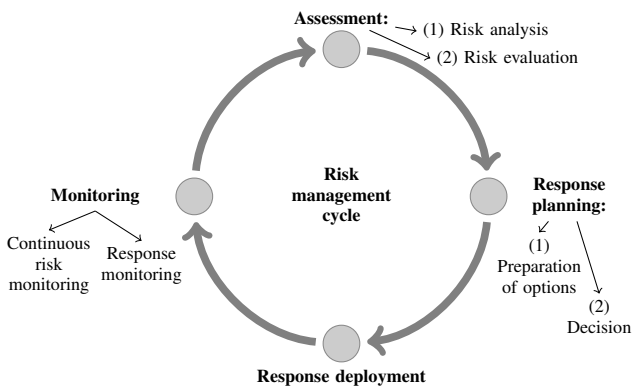 Assessment:
(1) Risk analysis
(2) Risk evaluation
Risk
management
cycle
Monitoring
Continuous
risk
monitoring
Response
monitoring
Response
planning:
(1)
Preparation
of options
(2)
Decision
Response deployment